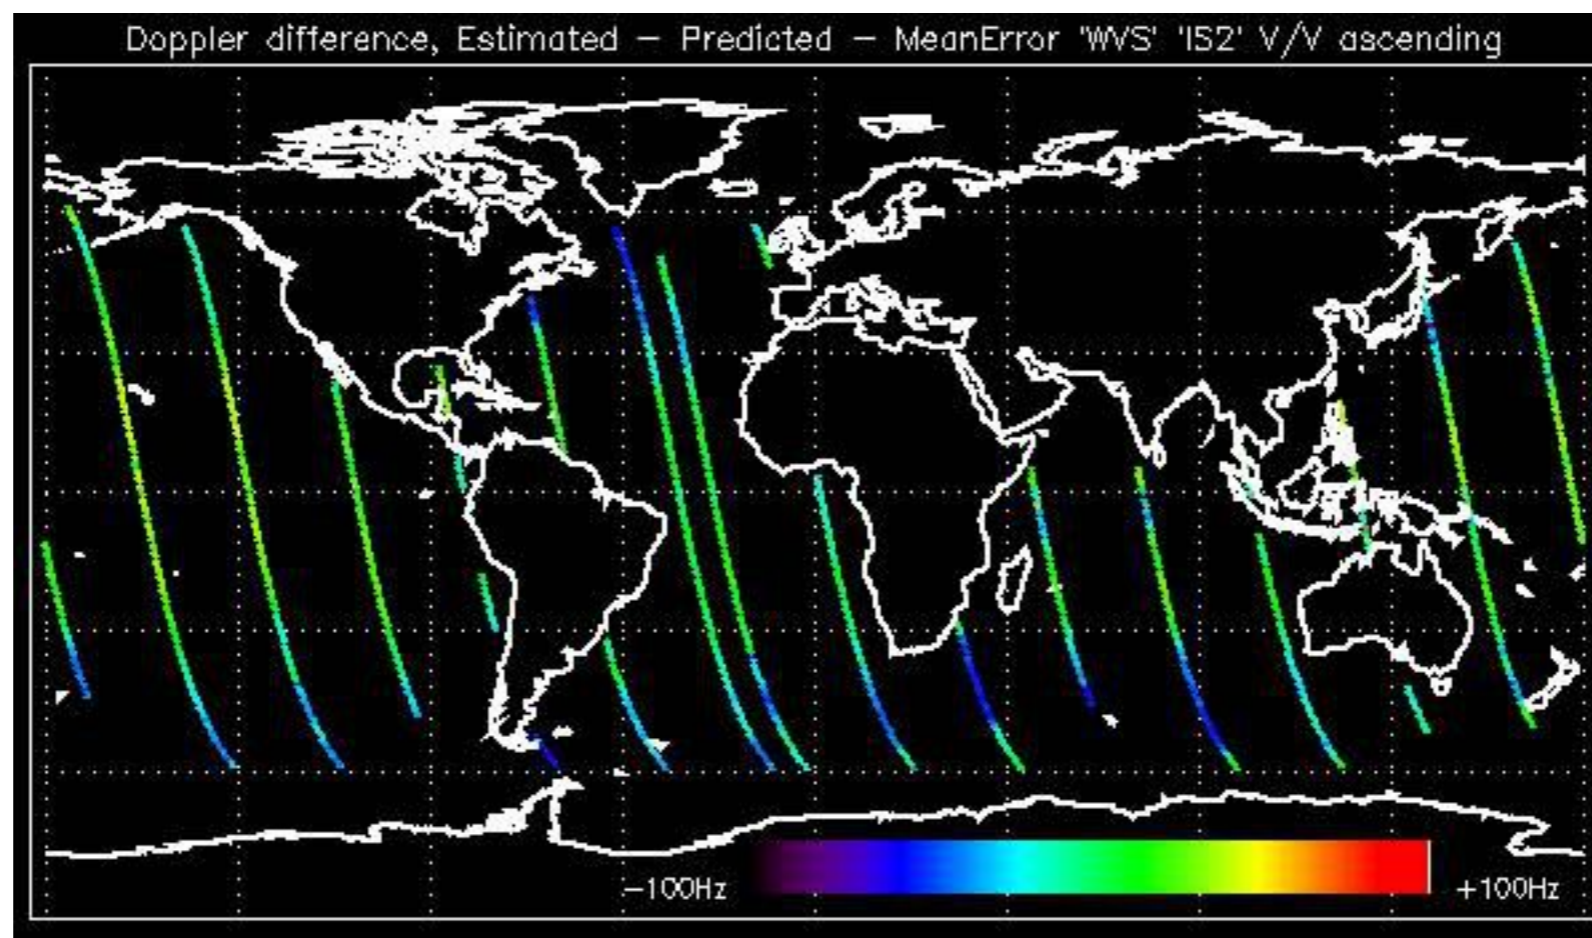 Doppler difference, Estimated – Predicted – MeanError 'WVS' 'IS2' V/V ascending
–100Hz
+100Hz